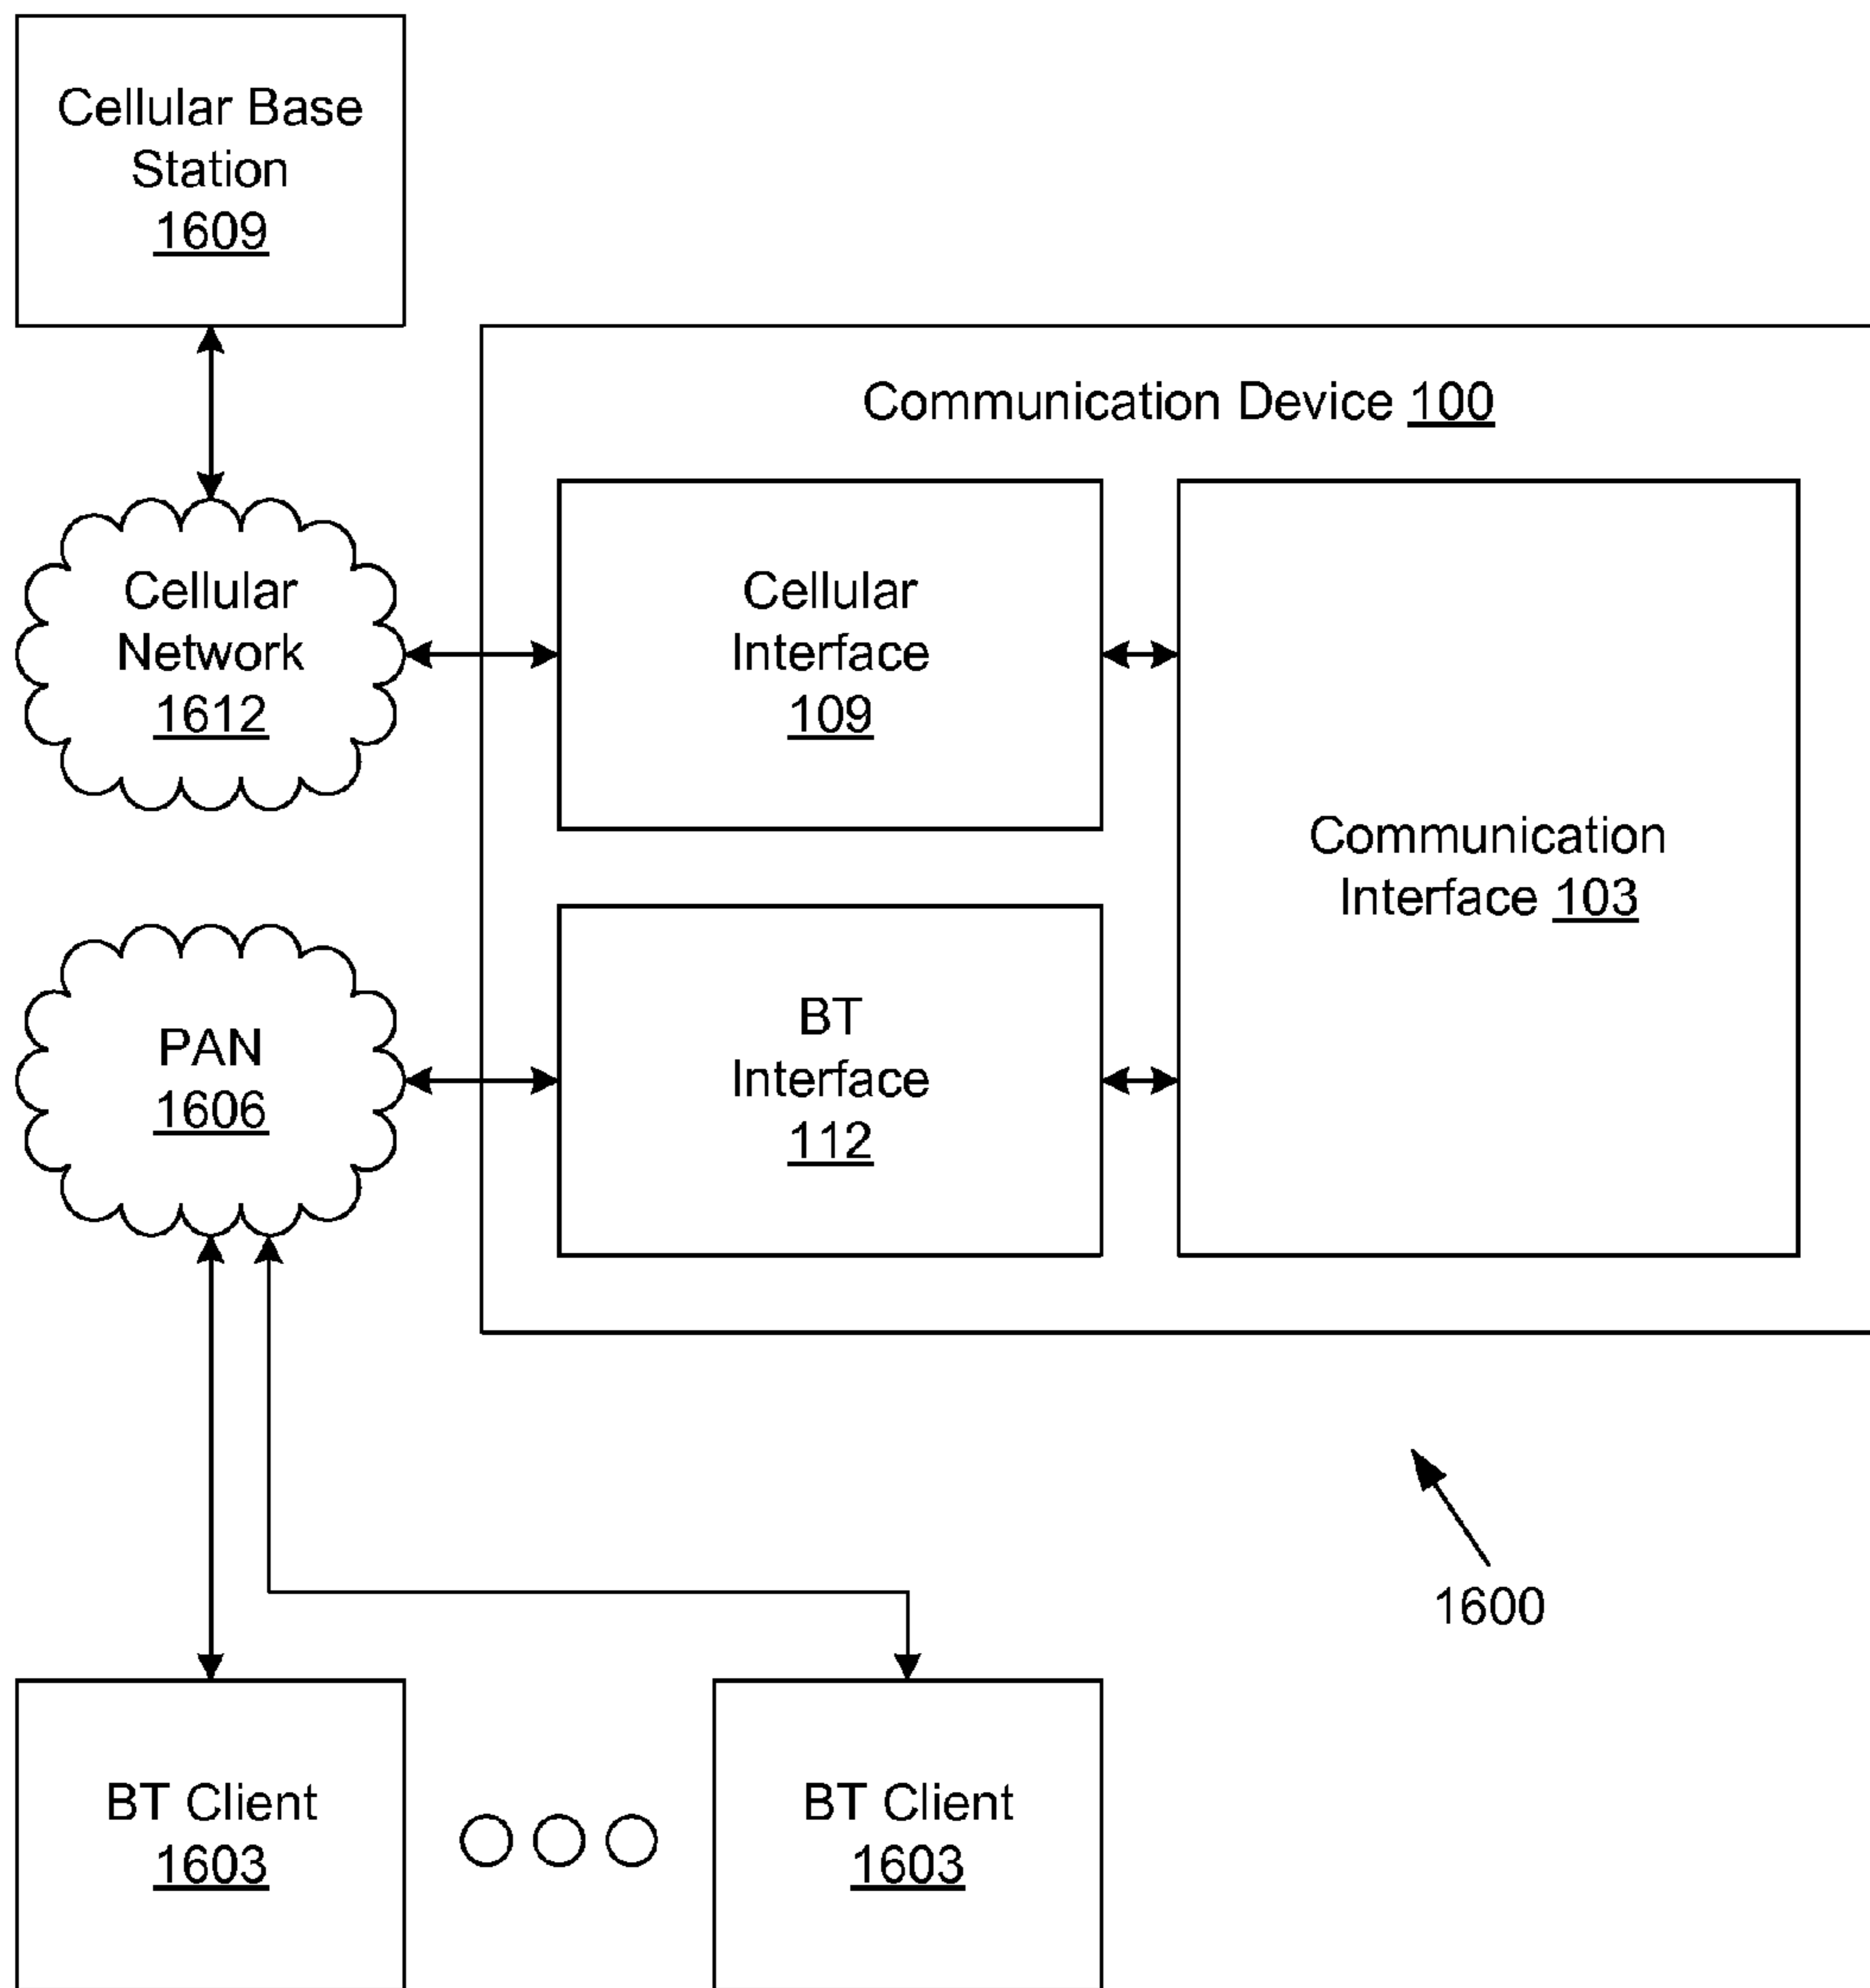 Cellular Base
Station
1609
Communication Device 100
Cellular
Network
1612
Cellular
Interface
109
Communication
Interface 103
PAN
1606
BT
Interface
112
1600
BT Client
1603
BT Client
1603